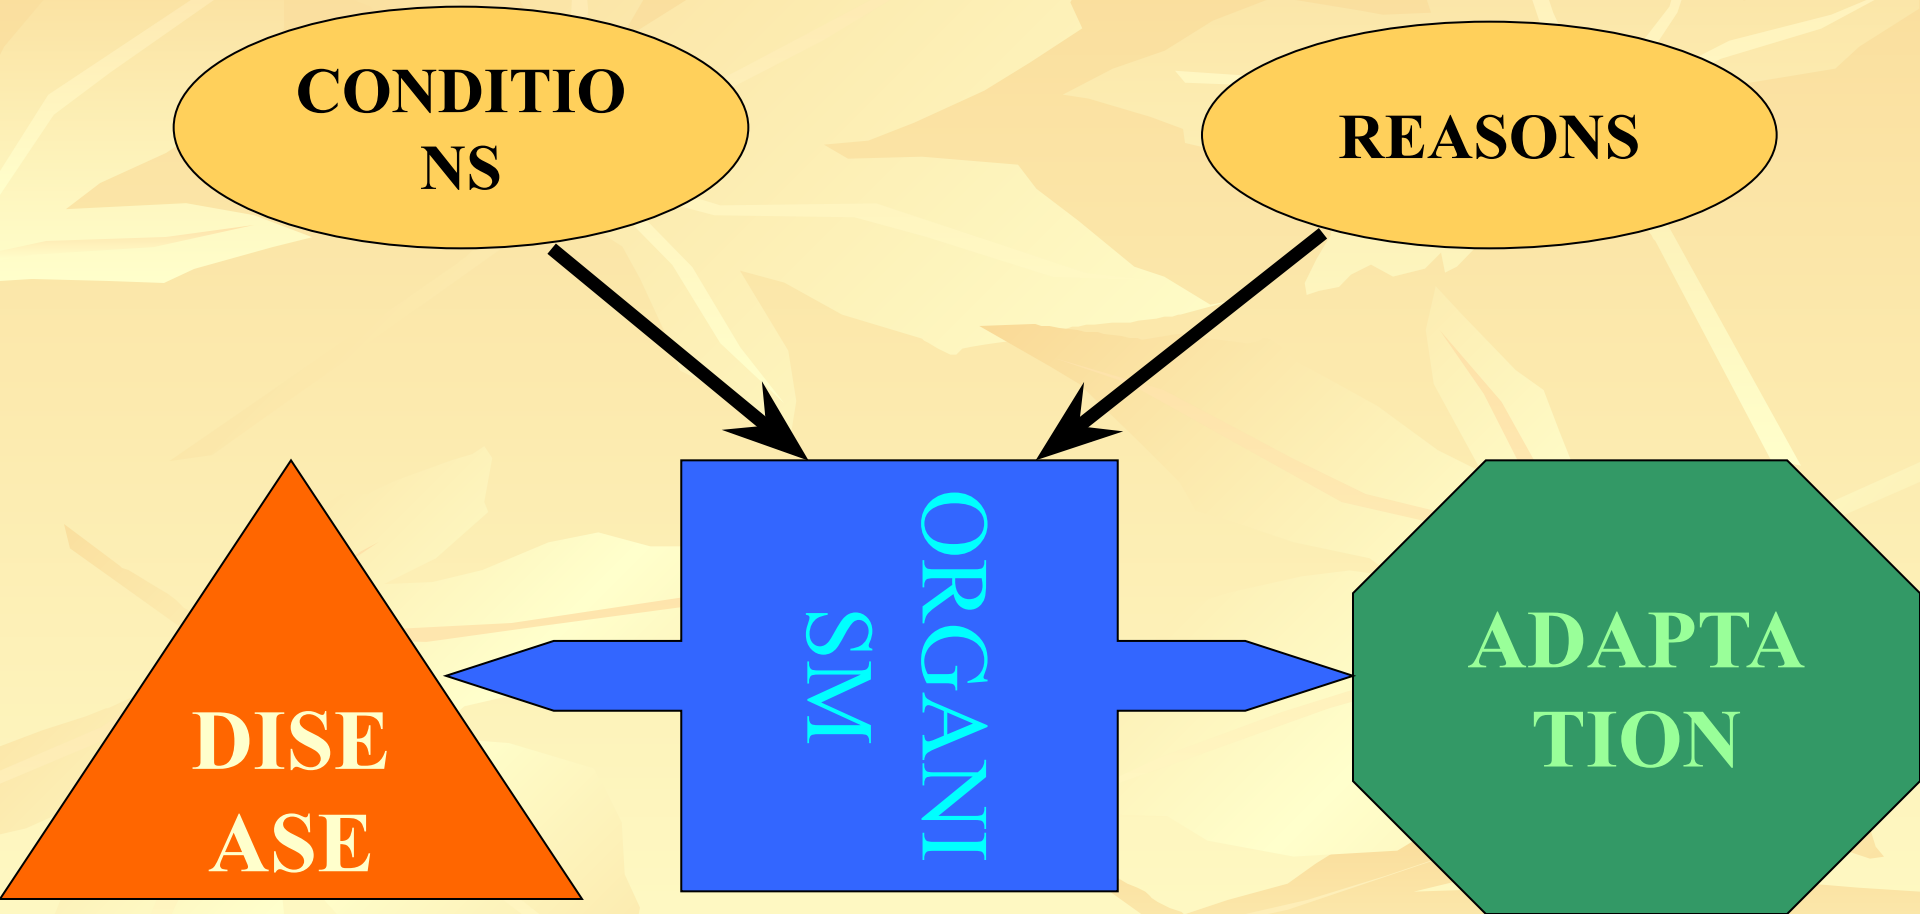 CONDITIO
NS
REASONS
ORGANI
SM
DISE
ASE
ADAPTA
TION